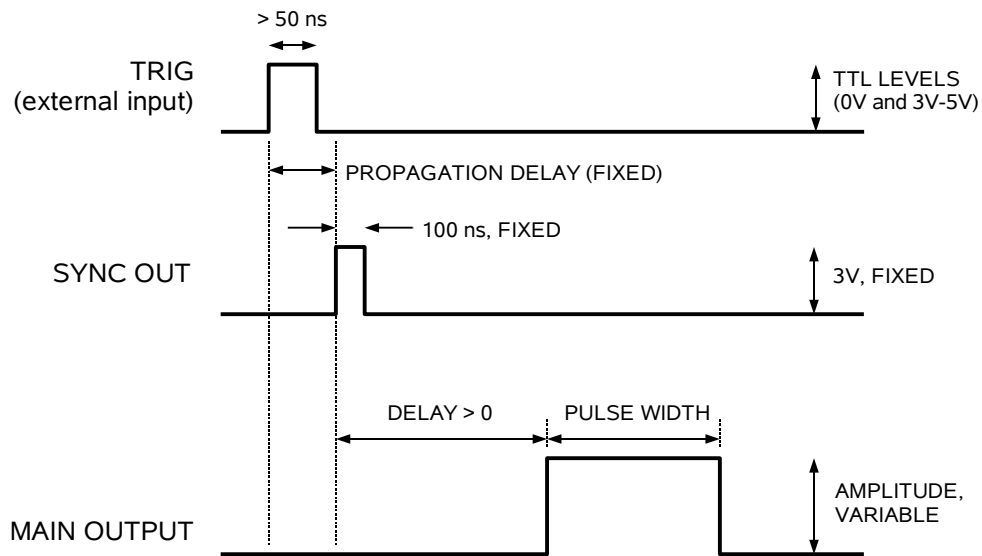 > 50 ns
TRIG
(external input)
TTL LEVELS
(0V and 3V-5V)
PROPAGATION DELAY (FIXED)
100 ns, FIXED
SYNC OUT
3V, FIXED
DELAY > 0
PULSE WIDTH
AMPLITUDE,
VARIABLE
MAIN OUTPUT